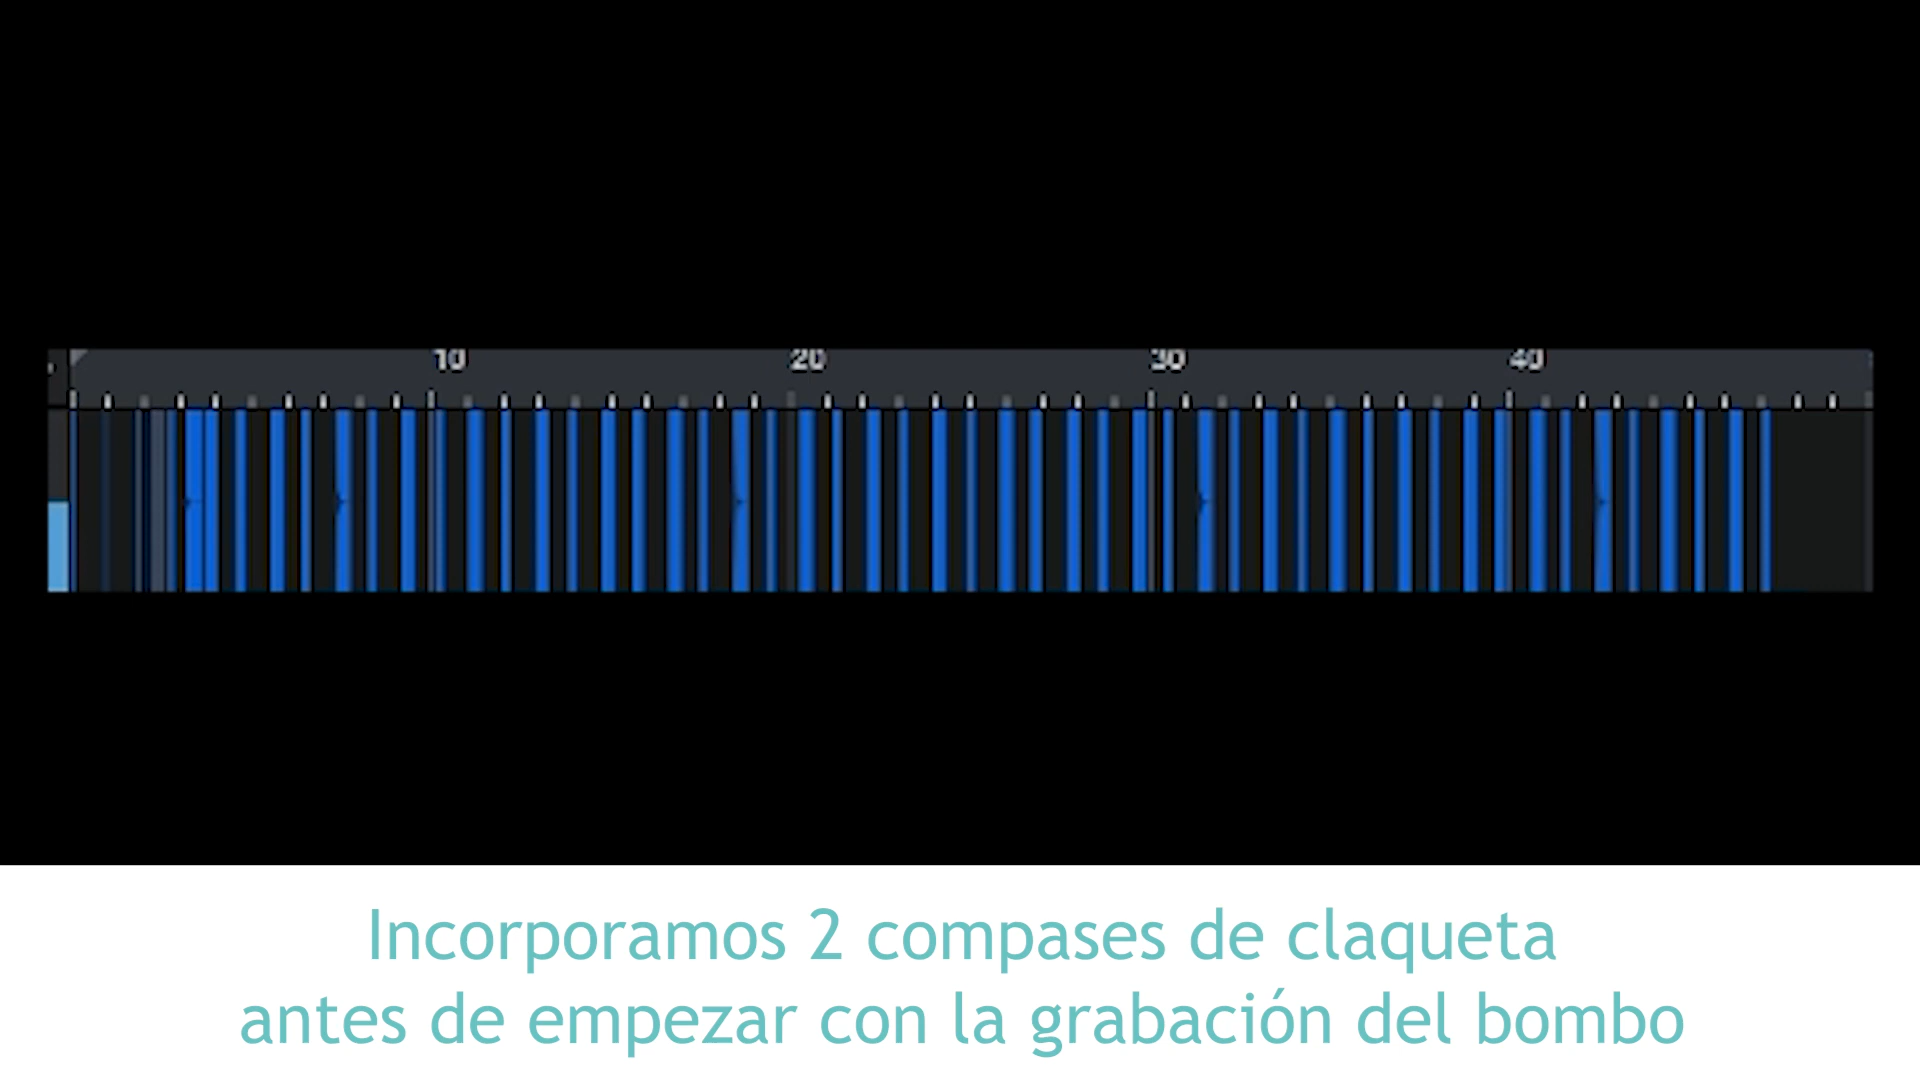 10 20 30 40
Incorporamos 2 compases de claqueta
antes de empezar con la grabación del bombo